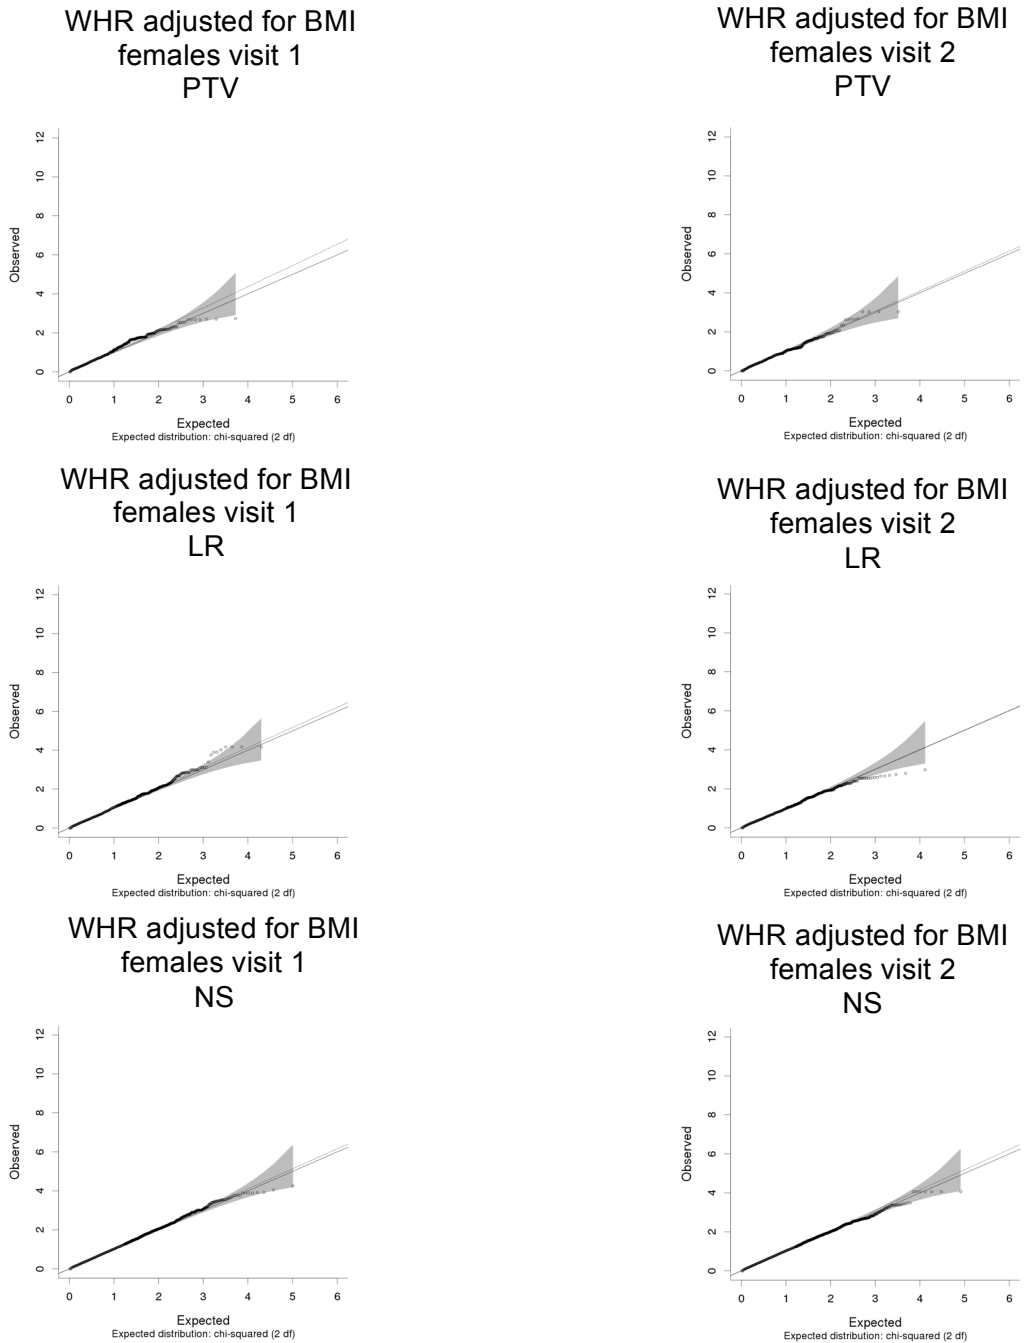 WHR adjusted for BMI
females visit 1
PTV
12
10
8
6
4
2
0
Observed
0 1 2 3 4 5 6
Expected
Expected distribution: chi-squared (2 df)
WHR adjusted for BMI
females visit 2
PTV
12
10
8
6
4
2
0
Observed
0 1 2 3 4 5 6
Expected
Expected distribution: chi-squared (2 df)
WHR adjusted for BMI
females visit 1
LR
12
10
8
6
4
2
0
Observed
0 1 2 3 4 5 6
Expected
Expected distribution: chi-squared (2 df)
WHR adjusted for BMI
females visit 2
LR
12
10
8
6
4
2
0
Observed
0 1 2 3 4 5 6
Expected
Expected distribution: chi-squared (2 df)
WHR adjusted for BMI
females visit 1
NS
12
10
8
6
4
2
0
Observed
0 1 2 3 4 5 6
Expected
Expected distribution: chi-squared (2 df)
WHR adjusted for BMI
females visit 2
NS
12
10
8
6
4
2
0
Observed
0 1 2 3 4 5 6
Expected
Expected distribution: chi-squared (2 df)